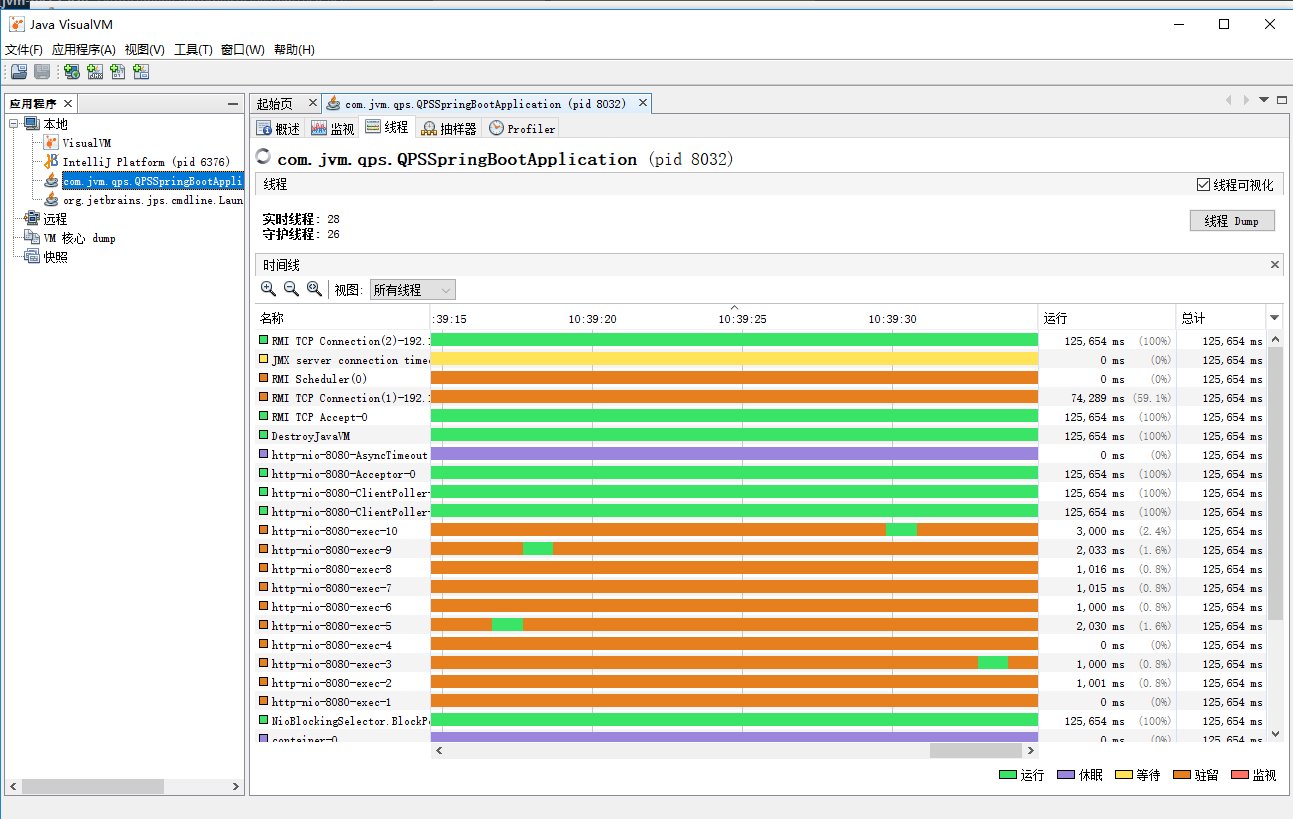 jvm-
Java VisualVM
文件(F) 应用程序(A) 视图(V) 工具(T) 窗口(W) 帮助(H)
应用程序
本地
VisualVM
IntelliJ Platform (pid 6376)
com.jvm.qps.QPSSpringBootAppli
org.jetbrains.jps.cmdline.Laun
远程
VM 核心 dump
快照
起始页 com.jvm.qps.QPSSpringBootApplication (pid 8032)
概述 监视 线程 抽样器 Profiler
com.jvm.qps.QPSSpringBootApplication (pid 8032)
线程 线程可视化
实时线程: 28
守护线程: 26
线程 Dump
时间线
视图: 所有线程
名称 :39:15 10:39:20 10:39:25 10:39:30 运行 总计
RMI TCP Connection(2)-192. 125,654 ms (100%) 125,654 ms
JMX server connection time 0 ms (0%) 125,654 ms
RMI Scheduler(0) 0 ms (0%) 125,654 ms
RMI TCP Connection(1)-192. 74,289 ms (59.1%) 125,654 ms
RMI TCP Accept-0 125,654 ms (100%) 125,654 ms
DestroyJavaVM 125,654 ms (100%) 125,654 ms
http-nio-8080-AsyncTimeout 0 ms (0%) 125,654 ms
http-nio-8080-Acceptor-0 125,654 ms (100%) 125,654 ms
http-nio-8080-ClientPoller- 125,654 ms (100%) 125,654 ms
http-nio-8080-ClientPoller- 125,654 ms (100%) 125,654 ms
http-nio-8080-exec-10 3,000 ms (2.4%) 125,654 ms
http-nio-8080-exec-9 2,033 ms (1.6%) 125,654 ms
http-nio-8080-exec-8 1,016 ms (0.8%) 125,654 ms
http-nio-8080-exec-7 1,015 ms (0.8%) 125,654 ms
http-nio-8080-exec-6 1,000 ms (0.8%) 125,654 ms
http-nio-8080-exec-5 2,030 ms (1.6%) 125,654 ms
http-nio-8080-exec-4 0 ms (0%) 125,654 ms
http-nio-8080-exec-3 1,000 ms (0.8%) 125,654 ms
http-nio-8080-exec-2 1,001 ms (0.8%) 125,654 ms
http-nio-8080-exec-1 0 ms (0%) 125,654 ms
NioBlockingSelector.BlockP 125,654 ms (100%) 125,654 ms
container-0 0 ms (0%) 125,654 ms
运行 休眠 等待 驻留 监视